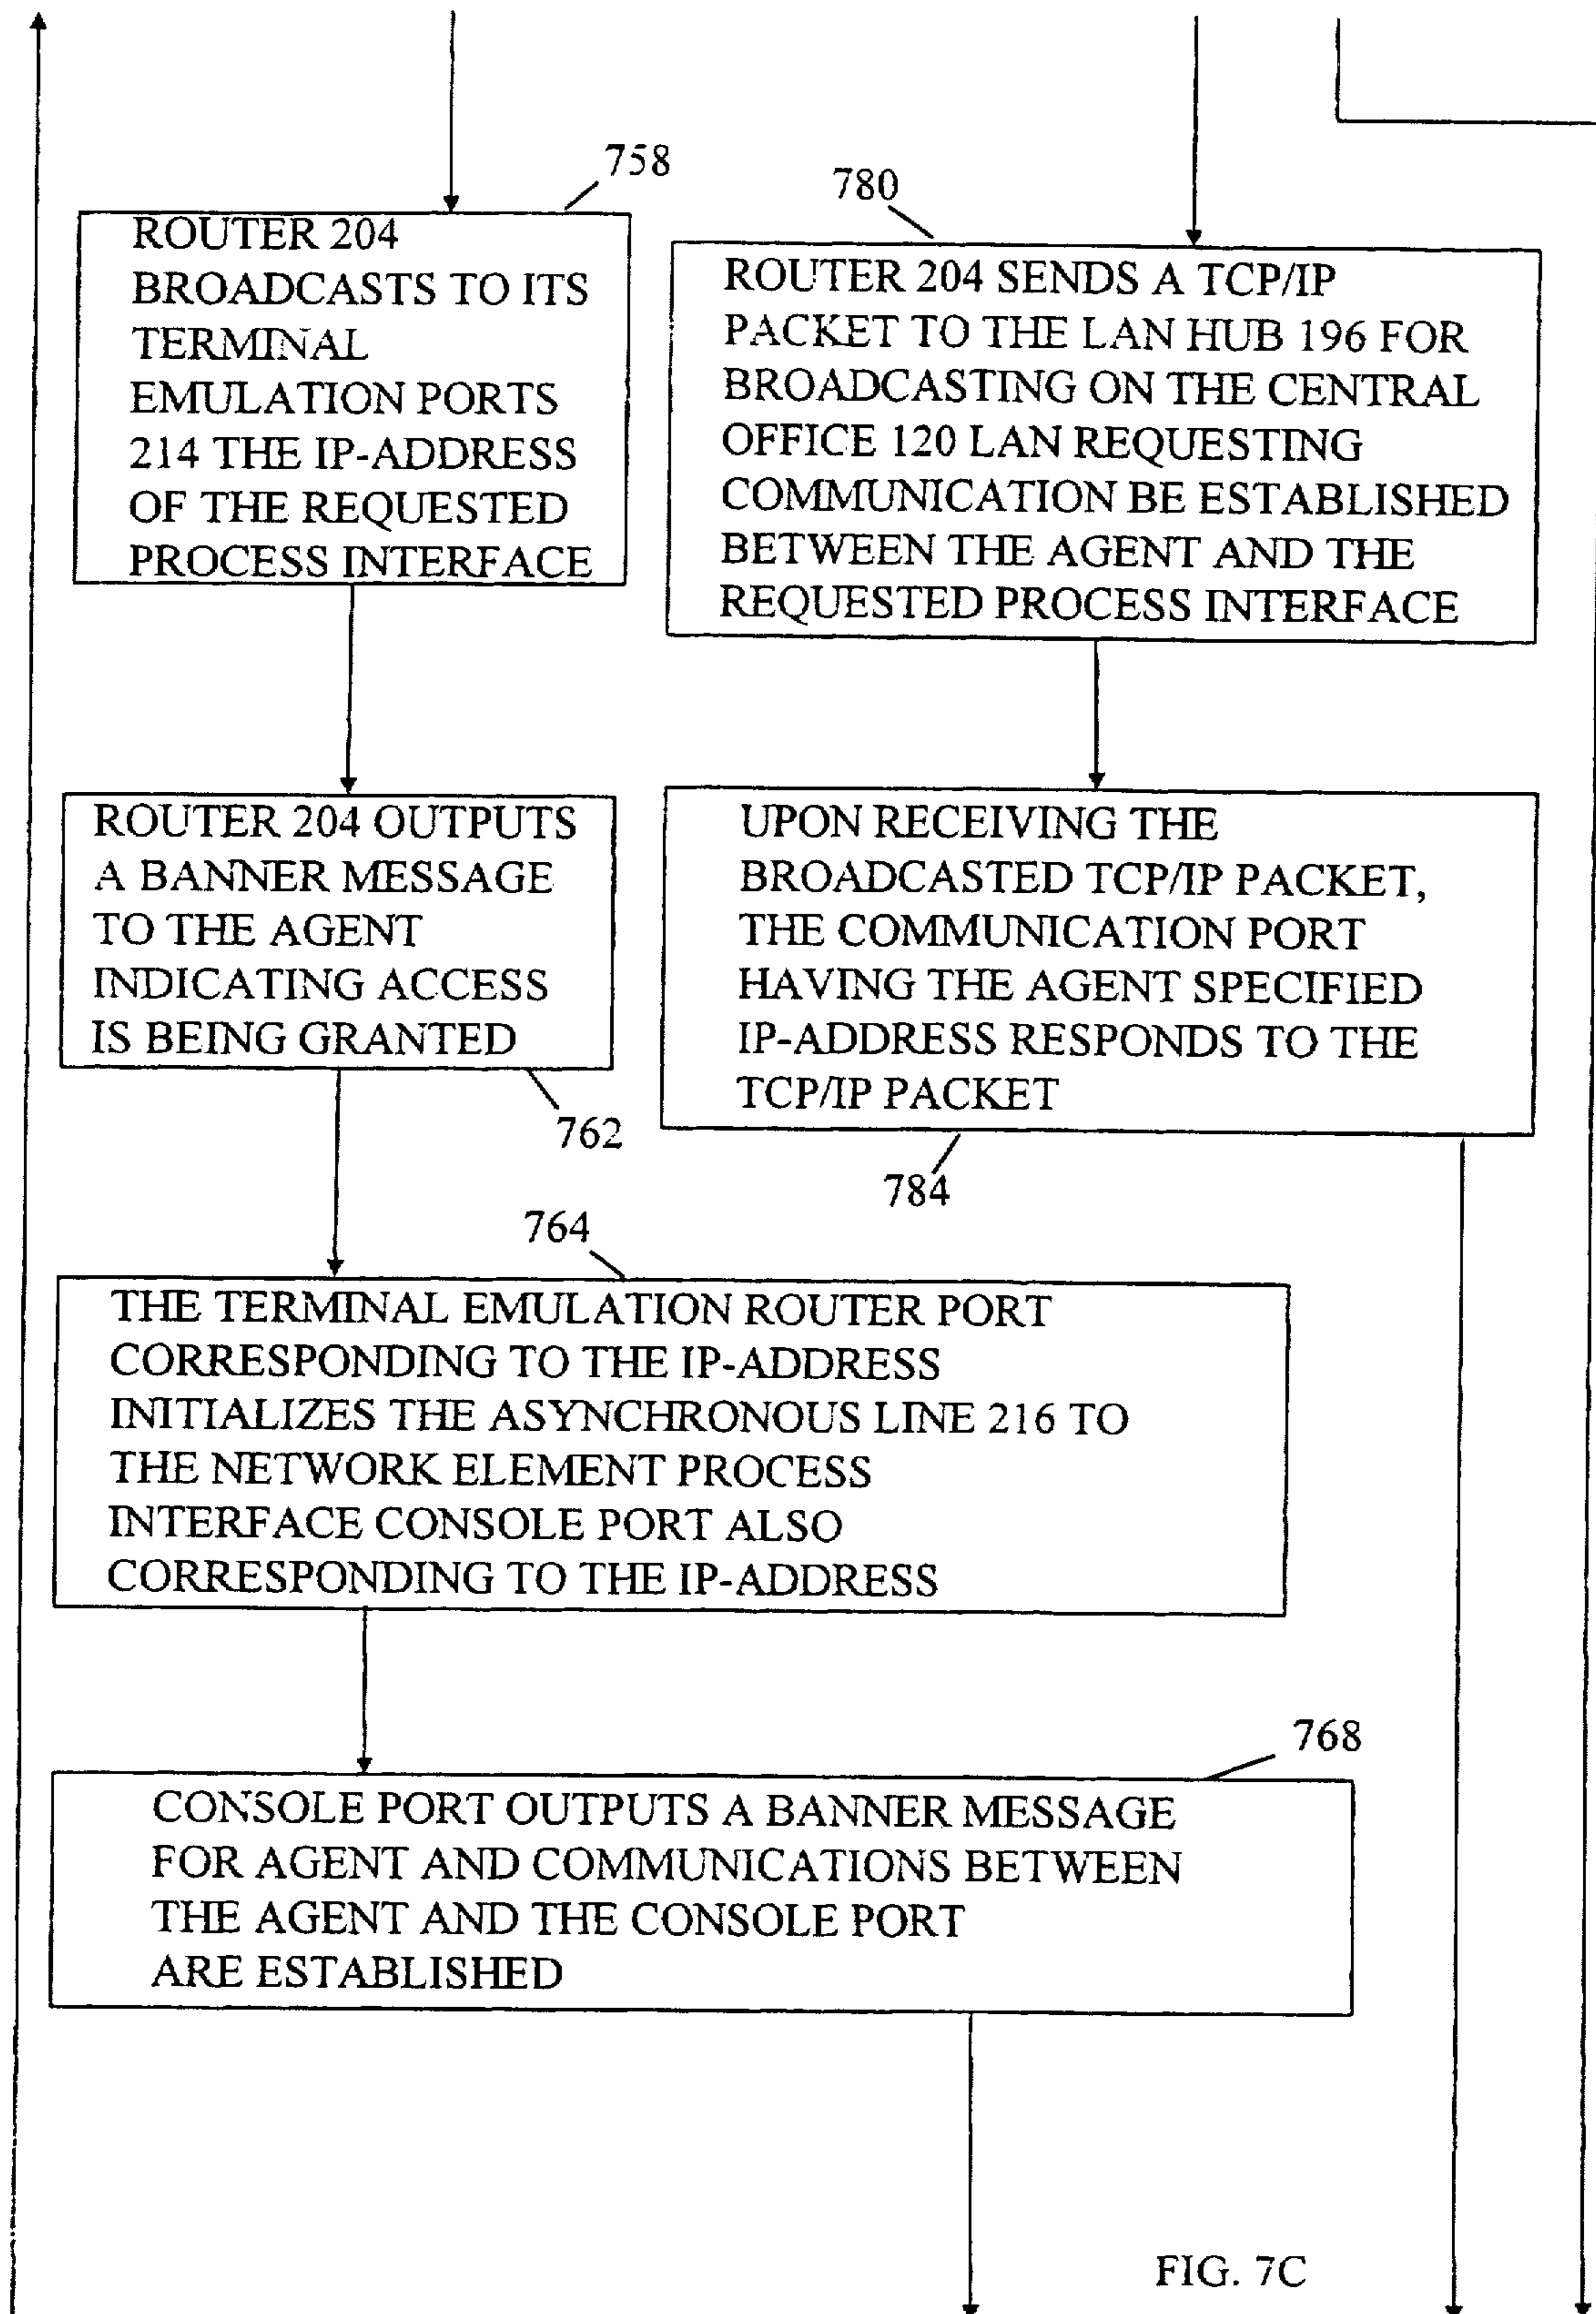 758
ROUTER 204
BROADCASTS TO ITS
TERMINAL
EMULATION PORTS
214 THE IP-ADDRESS
OF THE REQUESTED
PROCESS INTERFACE
780
ROUTER 204 SENDS A TCP/IP
PACKET TO THE LAN HUB 196 FOR
BROADCASTING ON THE CENTRAL
OFFICE 120 LAN REQUESTING
COMMUNICATION BE ESTABLISHED
BETWEEN THE AGENT AND THE
REQUESTED PROCESS INTERFACE
ROUTER 204 OUTPUTS
A BANNER MESSAGE
TO THE AGENT
INDICATING ACCESS
IS BEING GRANTED
762
UPON RECEIVING THE
BROADCASTED TCP/IP PACKET,
THE COMMUNICATION PORT
HAVING THE AGENT SPECIFIED
IP-ADDRESS RESPONDS TO THE
TCP/IP PACKET
784
764
THE TERMINAL EMULATION ROUTER PORT
CORRESPONDING TO THE IP-ADDRESS
INITIALIZES THE ASYNCHRONOUS LINE 216 TO
THE NETWORK ELEMENT PROCESS
INTERFACE CONSOLE PORT ALSO
CORRESPONDING TO THE IP-ADDRESS
768
CONSOLE PORT OUTPUTS A BANNER MESSAGE
FOR AGENT AND COMMUNICATIONS BETWEEN
THE AGENT AND THE CONSOLE PORT
ARE ESTABLISHED
FIG. 7C